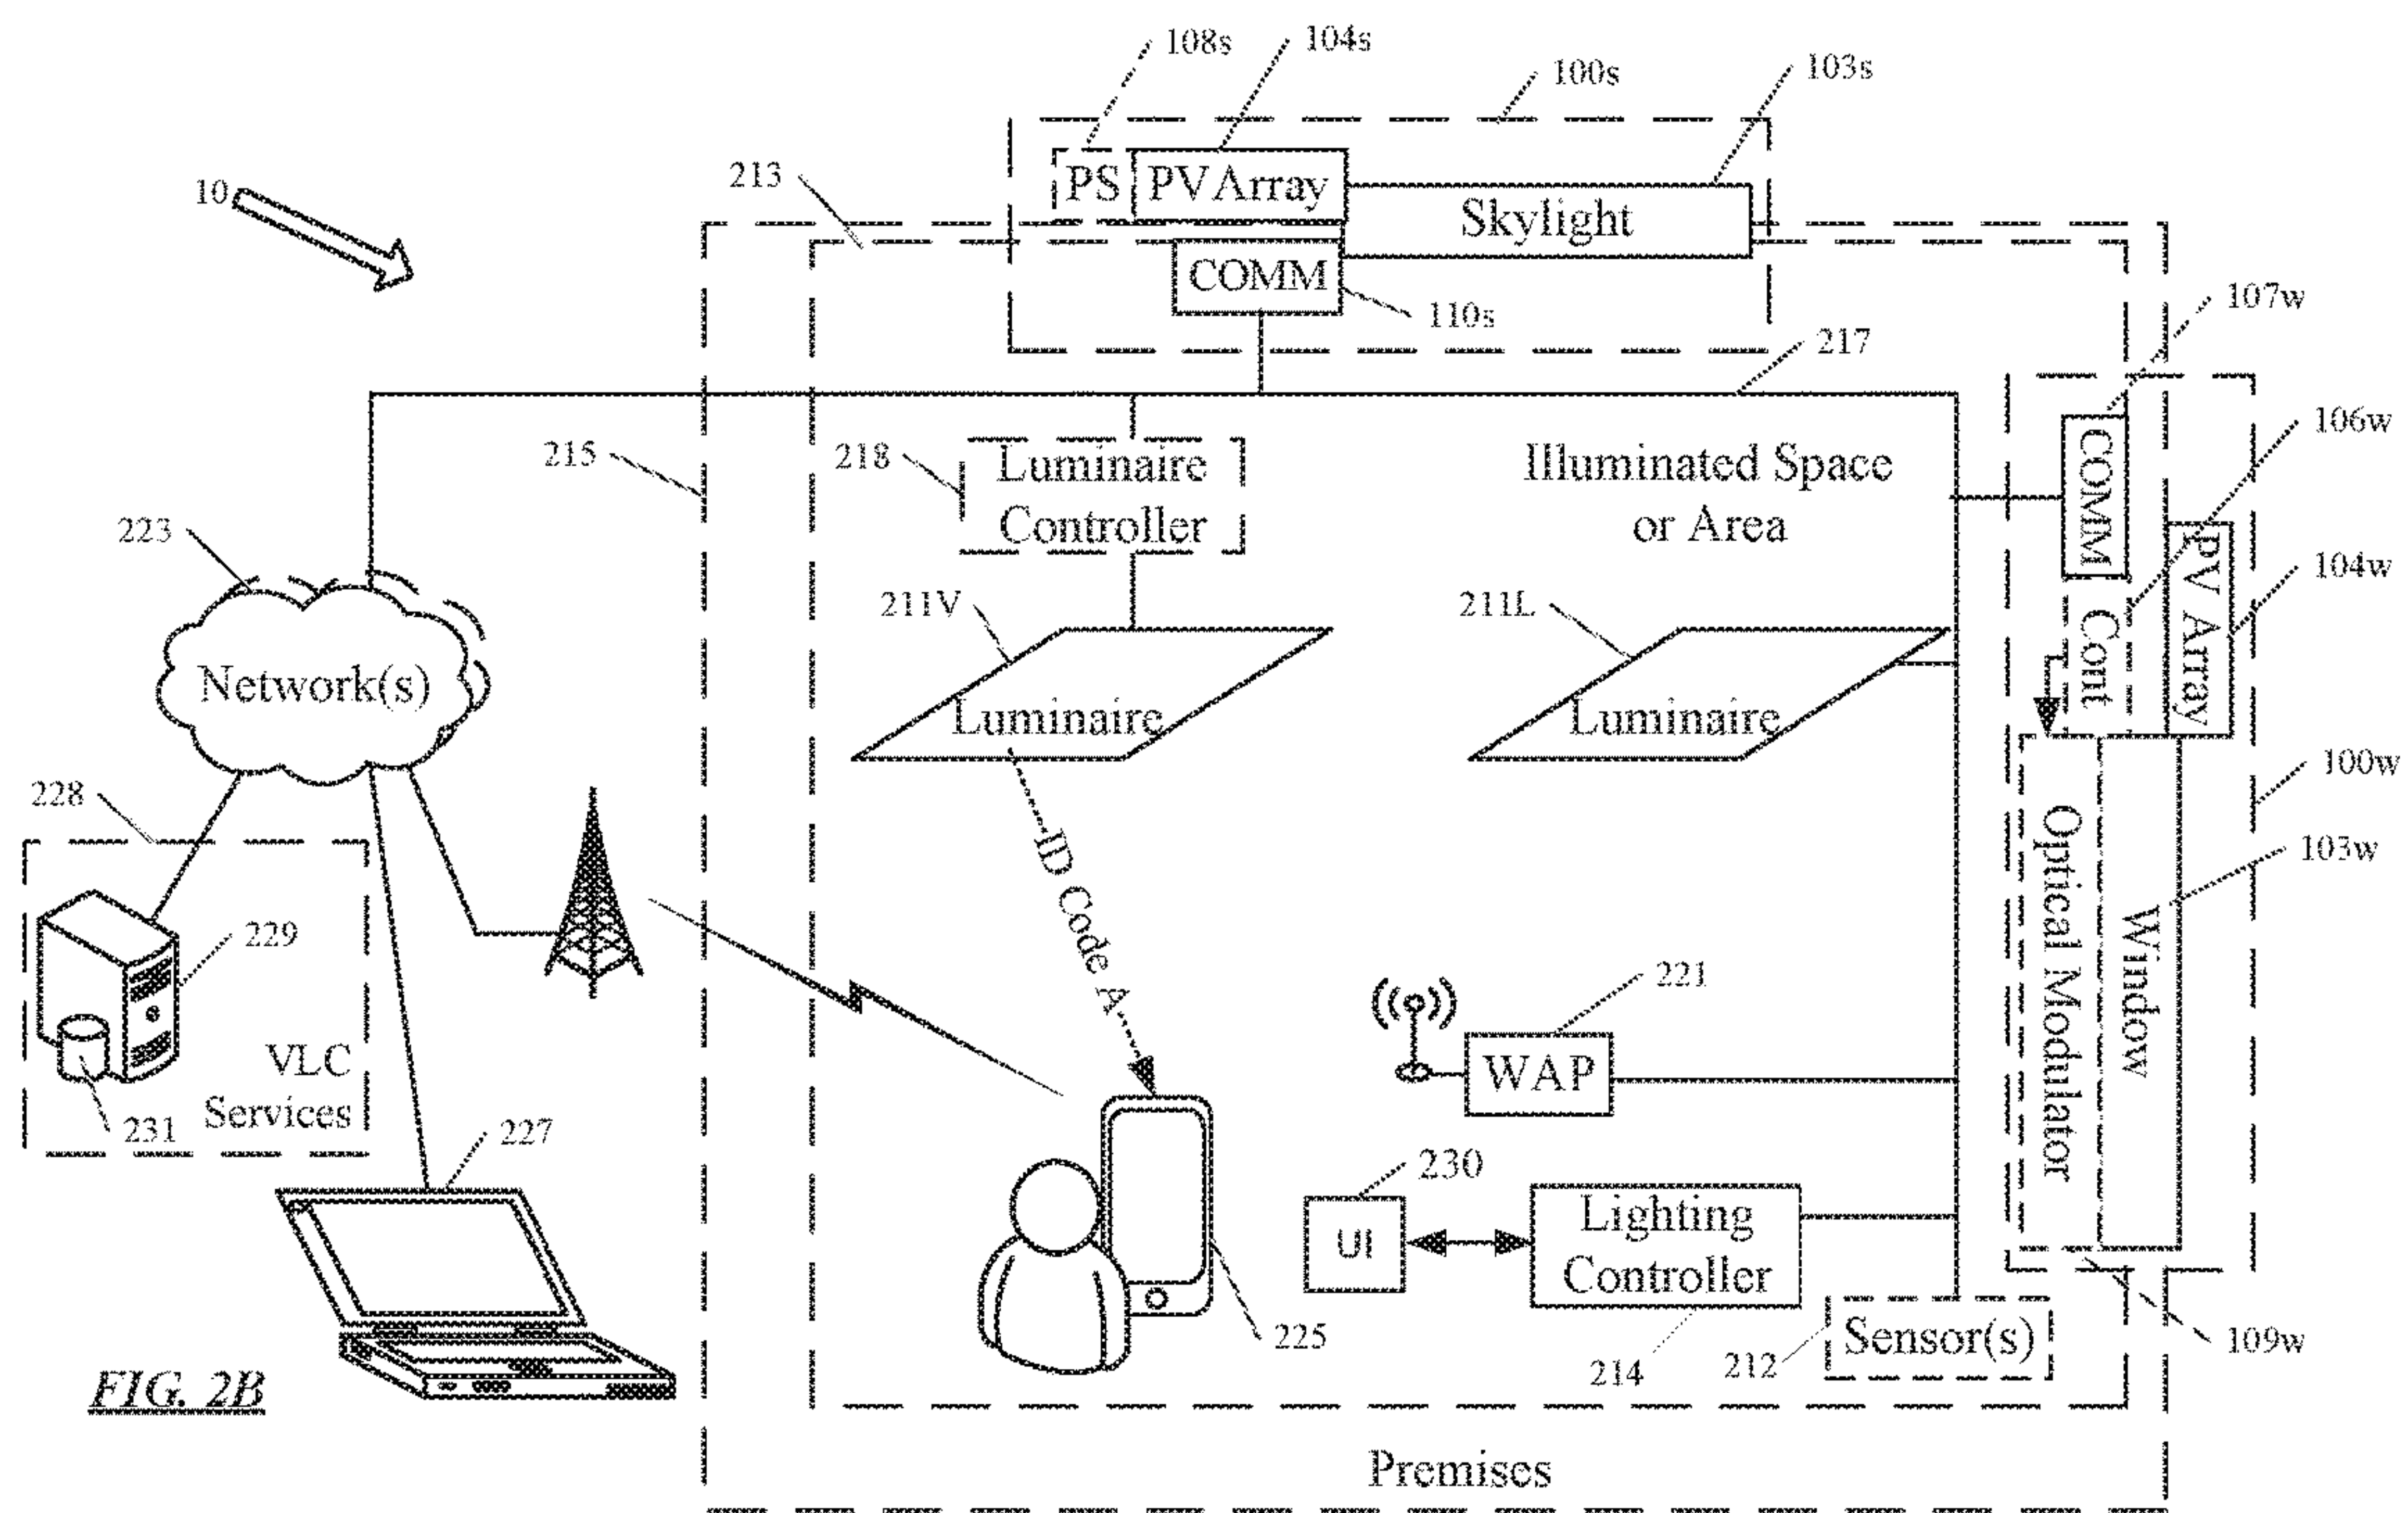 108s
104s
100s
103s
213
PS
PV Array
Skylight
10
COMM
110s
107w
217
106w
215
218
Luminaire
Controller
Illuminated Space
or Area
COMM
PV Array
104w
223
211V
211L
Cont
Network(s)
Luminaire
Luminaire
100w
228
ID Code A
Optical Modulator
Window
103w
229
221
WAP
VLC
Services
231
227
230
UI
Lighting
Controller
225
214
212
Sensor(s)
109w
FIG. 2B
Premises